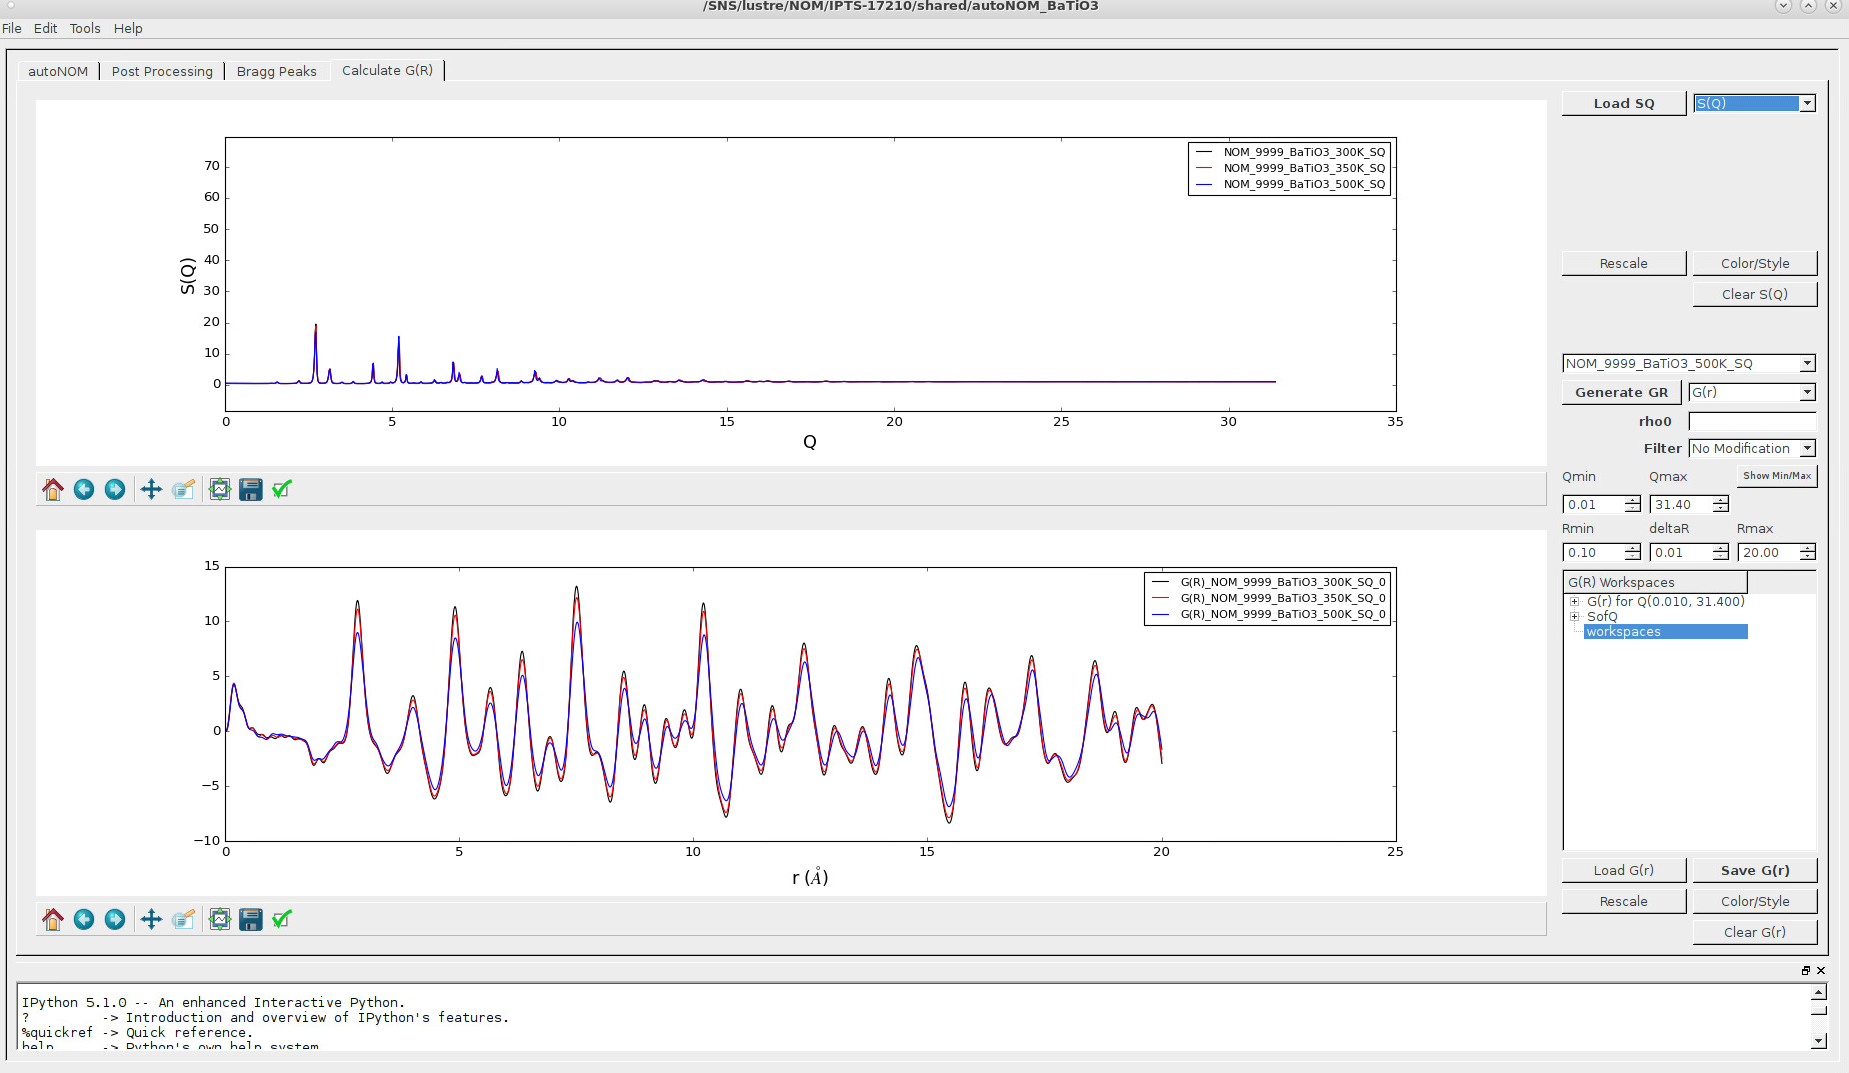 /SNS/lustre/NOM/IPTS-17210/shared/autoNOM_BaTiO3
File Edit Tools Help
autoNOM Post Processing Bragg Peaks Calculate G(R)
Load SQ S(Q)
NOM_9999_BaTiO3_300K_SQ
NOM_9999_BaTiO3_350K_SQ
NOM_9999_BaTiO3_500K_SQ
70
60
50
40
30
20
10
0
S(Q)
0 5 10 15 20 25 30 35
Q
Rescale Color/Style
Clear S(Q)
NOM_9999_BaTiO3_500K_SQ
Generate GR G(r)
rho0
Filter No Modification
Qmin Qmax Show Min/Max
0.01 31.40
Rmin deltaR Rmax
0.10 0.01 20.00
G(R)_NOM_9999_BaTiO3_300K_SQ_0
G(R)_NOM_9999_BaTiO3_350K_SQ_0
G(R)_NOM_9999_BaTiO3_500K_SQ_0
15
10
5
0
−5
−10
0 5 10 15 20 25
r (Å)
G(R) Workspaces
G(r) for Q(0.010, 31.400)
SofQ
workspaces
Load G(r) Save G(r)
Rescale Color/Style
Clear G(r)
IPython 5.1.0 -- An enhanced Interactive Python.
? -> Introduction and overview of IPython's features.
%quickref -> Quick reference.
help -> Python's own help system